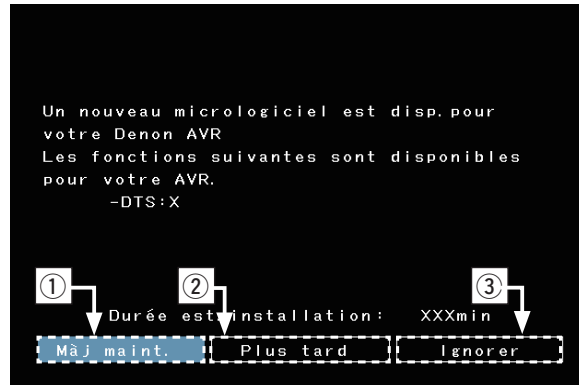 Un nouveau micrologiciel est disp.pour
votre Denon AVR
Les fonctions suivantes sont disponibles
pour votre AVR.
-DTS:X
① ② ③
Durée est. installation: XXXmin
Màj maint. Plus tard Ignorer